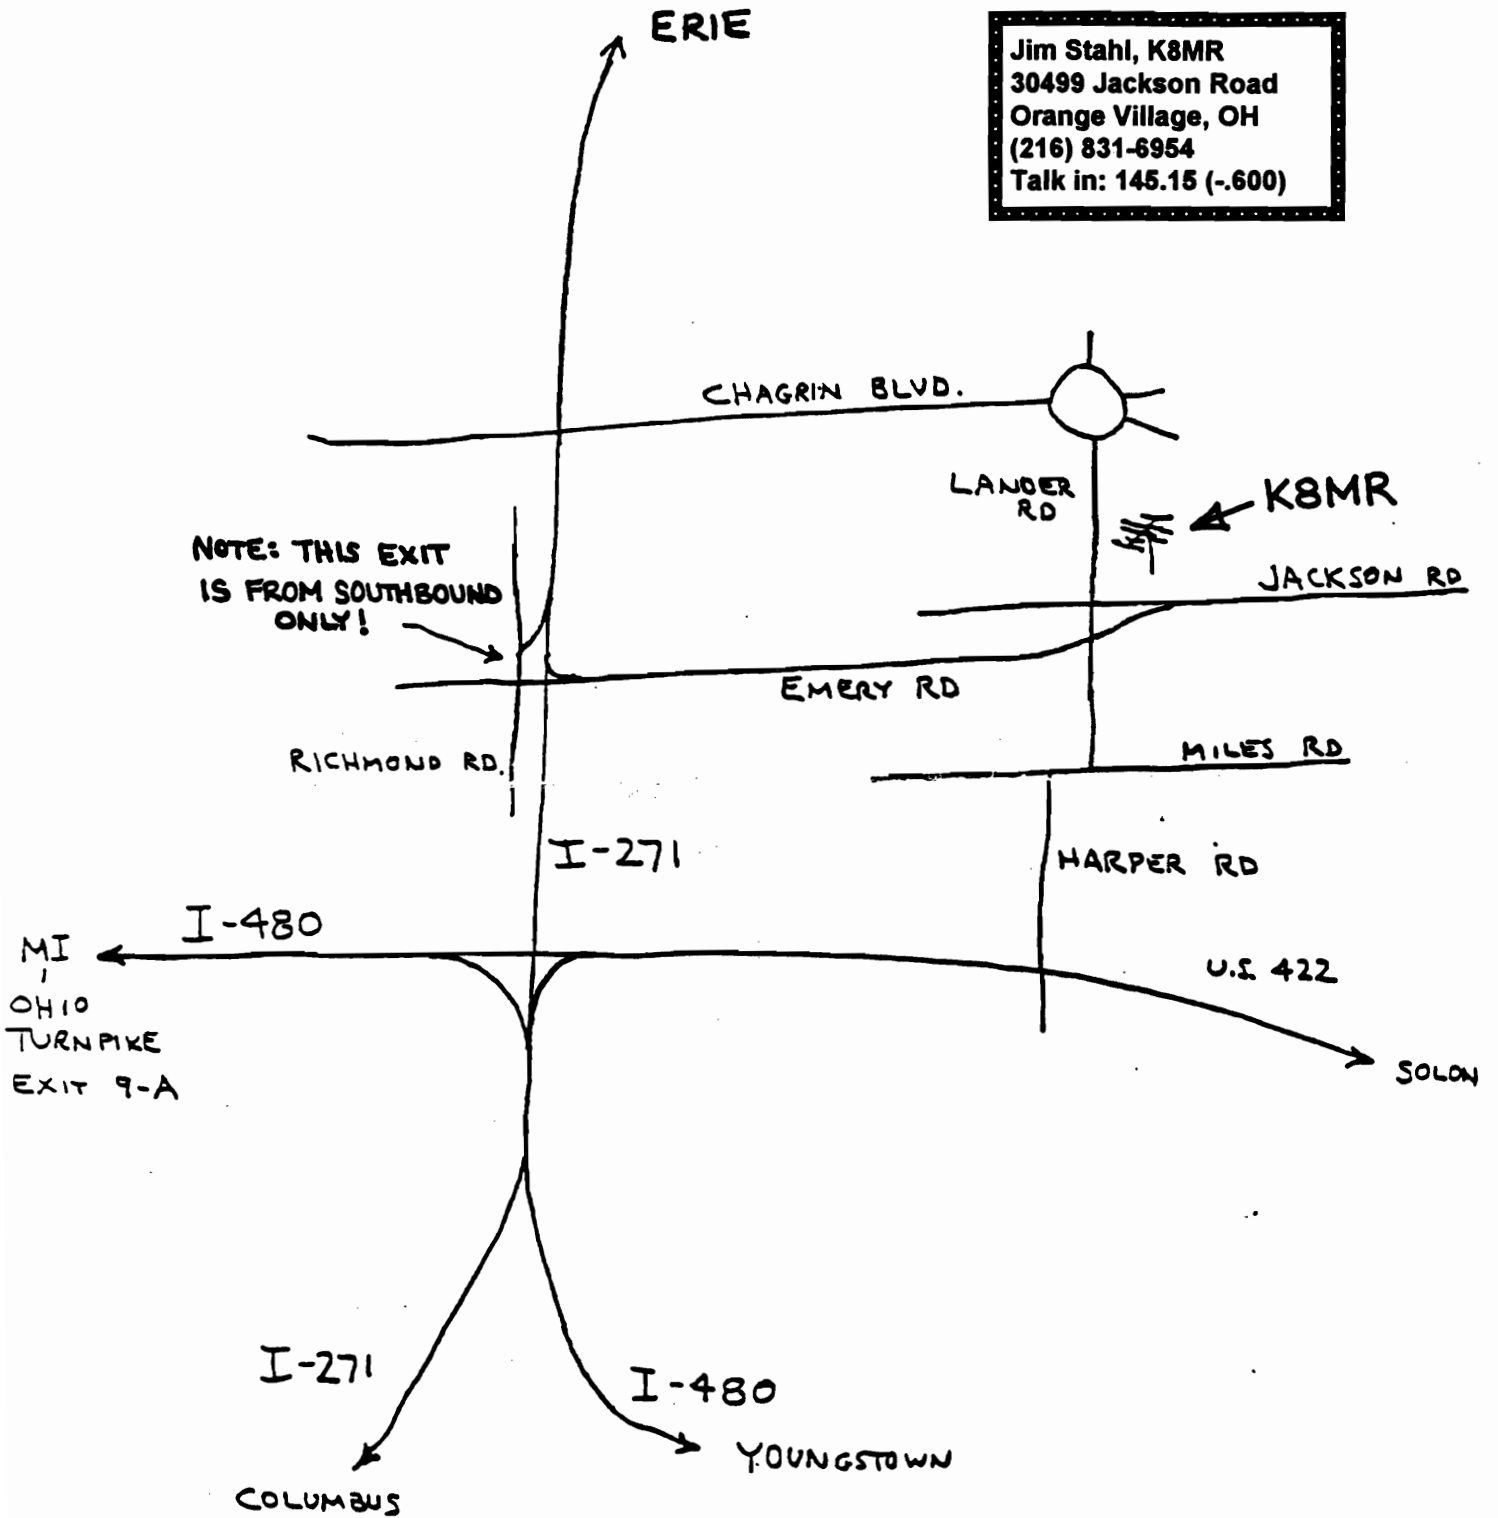 ERIE
Jim Stahl, K8MR
30499 Jackson Road
Orange Village, OH
(216) 831-6954
Talk in: 145.15 (-.600)
CHAGRIN BLVD.
LANDER
RD
K8MR
NOTE: THIS EXIT
IS FROM SOUTHBOUND
ONLY!
JACKSON RD
EMERY RD
RICHMOND RD.
MILES RD
I-271
HARPER RD
I-480
MI
OHIO
TURNPIKE
EXIT 9-A
U.S. 422
SOLON
I-271
I-480
YOUNGSTOWN
COLUMBUS